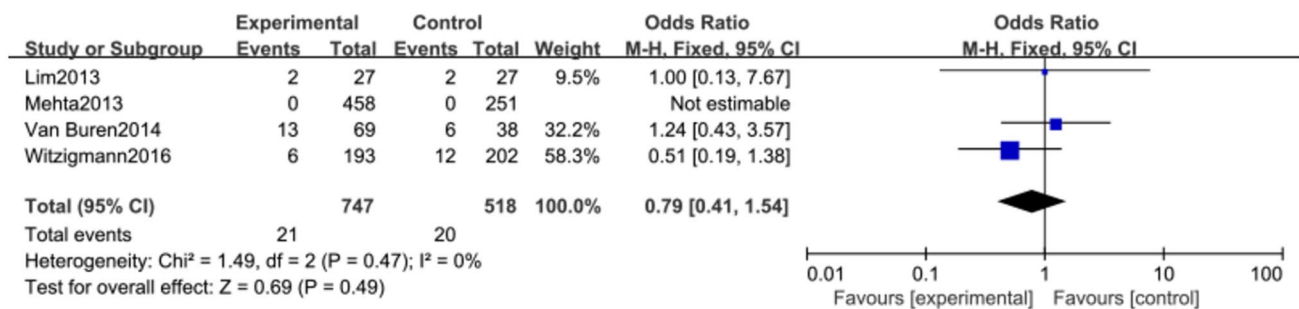 Experimental Control Odds Ratio Odds Ratio
Study or Subgroup Events Total Events Total Weight M-H, Fixed, 95% CI M-H, Fixed, 95% CI
Lim2013 2 27 2 27 9.5% 1.00 [0.13, 7.67]
Mehta2013 0 458 0 251 Not estimable
Van Buren2014 13 69 6 38 32.2% 1.24 [0.43, 3.57]
Witzigmann2016 6 193 12 202 58.3% 0.51 [0.19, 1.38]
Total (95% CI) 747 518 100.0% 0.79 [0.41, 1.54]
Total events 21 20
Heterogeneity: Chi² = 1.49, df = 2 (P = 0.47); I² = 0%
Test for overall effect: Z = 0.69 (P = 0.49)
0.01 0.1 1 10 100
Favours [experimental] Favours [control]